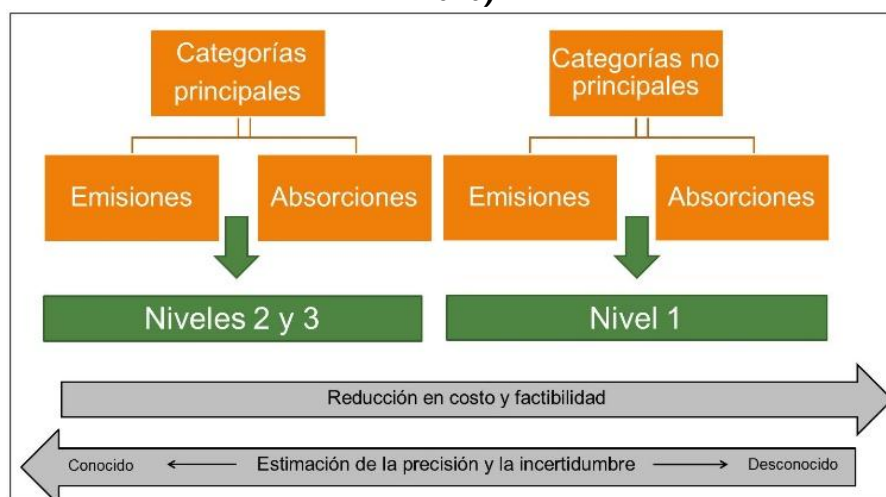 Categorías
principales
Categorías no
principales
Emisiones
Absorciones
Emisiones
Absorciones
Niveles 2 y 3
Nivel 1
Reducción en costo y factibilidad
Conocido
Estimación de la precisión y la incertidumbre
Desconocido